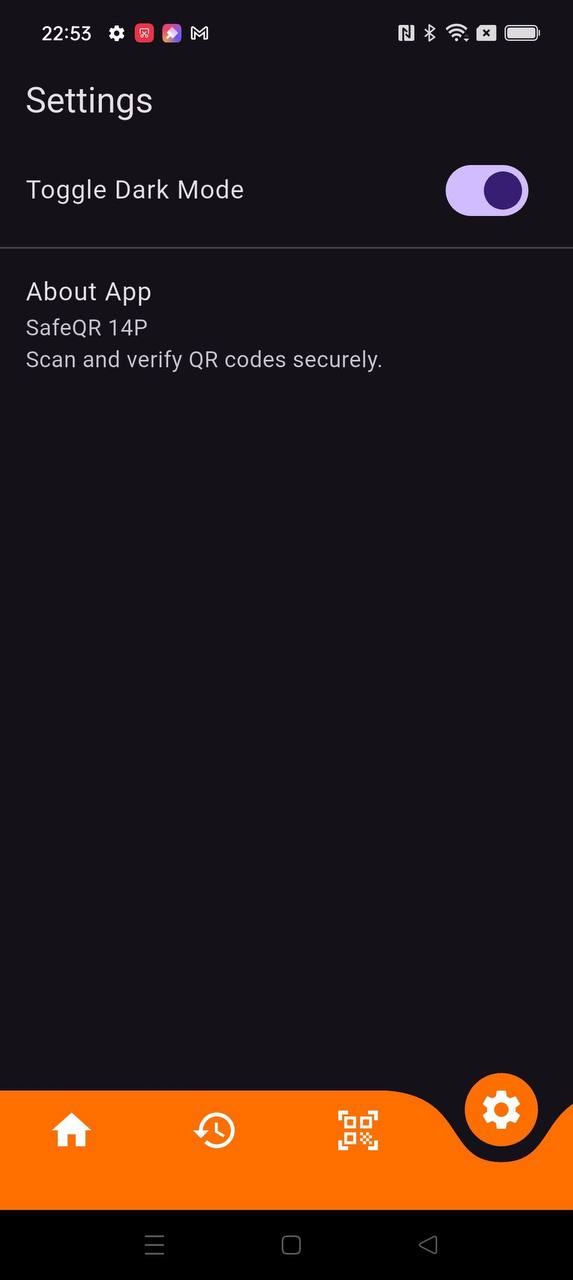 22:53
Settings
Toggle Dark Mode
About App
SafeQR 14P
Scan and verify QR codes securely.